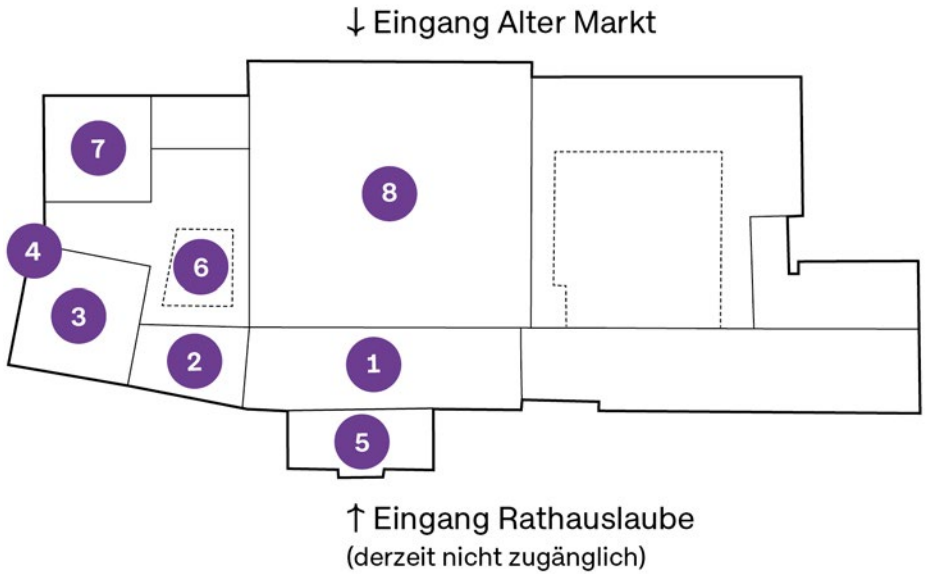 ↓ Eingang Alter Markt
7
8
4
6
3
2
1
5
↑ Eingang Rathauslaube
(derzeit nicht zugänglich)